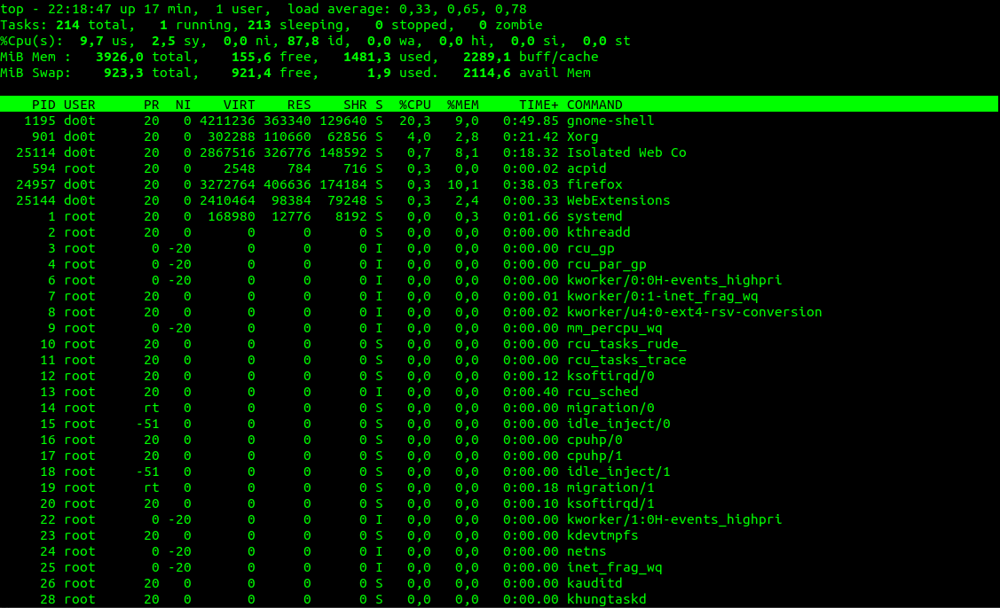 top - 22:18:47 up 17 min,  1 user,  load average: 0,33, 0,65, 0,78
Tasks: 214 total,   1 running, 213 sleeping,   0 stopped,   0 zombie
%Cpu(s):  9,7 us,  2,5 sy,  0,0 ni, 87,8 id,  0,0 wa,  0,0 hi,  0,0 si,  0,0 st
MiB Mem :   3926,0 total,    155,6 free,   1481,3 used,   2289,1 buff/cache
MiB Swap:    923,3 total,    921,4 free,      1,9 used.   2114,6 avail Mem
PID USER      PR  NI    VIRT    RES    SHR S  %CPU  %MEM     TIME+ COMMAND
1195 do0t      20   0 4211236 363340 129640 S  20,3   9,0   0:49.85 gnome-shell
901 do0t      20   0  302288 110660  62856 S   4,0   2,8   0:21.42 Xorg
25114 do0t      20   0 2867516 326776 148592 S   0,7   8,1   0:18.32 Isolated Web Co
594 root      20   0    2548    784    716 S   0,3   0,0   0:00.02 acpid
24957 do0t      20   0 3272764 406636 174184 S   0,3  10,1   0:38.03 firefox
25144 do0t      20   0 2410464  98384  79248 S   0,3   2,4   0:00.33 WebExtensions
1 root      20   0  168980  12776   8192 S   0,0   0,3   0:01.66 systemd
2 root      20   0       0      0      0 S   0,0   0,0   0:00.00 kthreadd
3 root       0 -20       0      0      0 I   0,0   0,0   0:00.00 rcu_gp
4 root       0 -20       0      0      0 I   0,0   0,0   0:00.00 rcu_par_gp
6 root       0 -20       0      0      0 I   0,0   0,0   0:00.00 kworker/0:0H-events_highpri
7 root      20   0       0      0      0 I   0,0   0,0   0:00.01 kworker/0:1-inet_frag_wq
8 root      20   0       0      0      0 I   0,0   0,0   0:00.02 kworker/u4:0-ext4-rsv-conversion
9 root       0 -20       0      0      0 I   0,0   0,0   0:00.00 mm_percpu_wq
10 root      20   0       0      0      0 S   0,0   0,0   0:00.00 rcu_tasks_rude_
11 root      20   0       0      0      0 S   0,0   0,0   0:00.00 rcu_tasks_trace
12 root      20   0       0      0      0 S   0,0   0,0   0:00.12 ksoftirqd/0
13 root      20   0       0      0      0 I   0,0   0,0   0:00.40 rcu_sched
14 root      rt   0       0      0      0 S   0,0   0,0   0:00.00 migration/0
15 root     -51   0       0      0      0 S   0,0   0,0   0:00.00 idle_inject/0
16 root      20   0       0      0      0 S   0,0   0,0   0:00.00 cpuhp/0
17 root      20   0       0      0      0 S   0,0   0,0   0:00.00 cpuhp/1
18 root     -51   0       0      0      0 S   0,0   0,0   0:00.00 idle_inject/1
19 root      rt   0       0      0      0 S   0,0   0,0   0:00.18 migration/1
20 root      20   0       0      0      0 S   0,0   0,0   0:00.10 ksoftirqd/1
22 root       0 -20       0      0      0 I   0,0   0,0   0:00.00 kworker/1:0H-events_highpri
23 root      20   0       0      0      0 S   0,0   0,0   0:00.00 kdevtmpfs
24 root       0 -20       0      0      0 I   0,0   0,0   0:00.00 netns
25 root       0 -20       0      0      0 I   0,0   0,0   0:00.00 inet_frag_wq
26 root      20   0       0      0      0 S   0,0   0,0   0:00.00 kauditd
28 root      20   0       0      0      0 S   0,0   0,0   0:00.00 khungtaskd